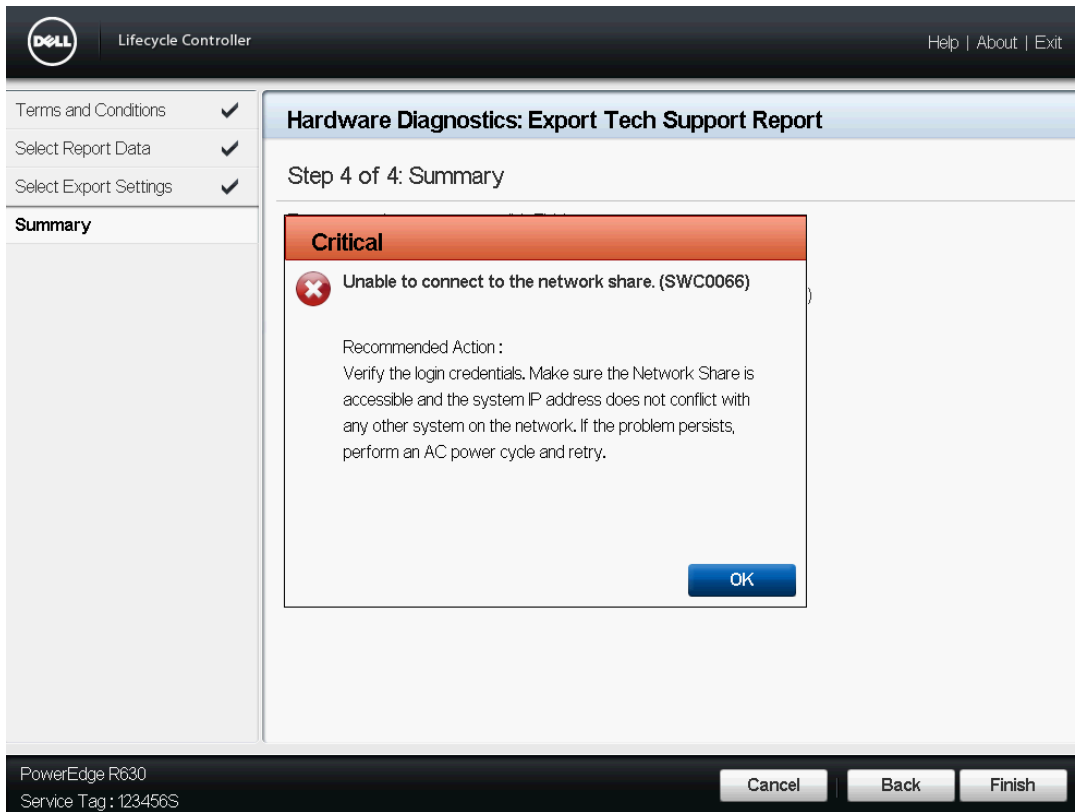 DELL
Lifecycle Controller
Help | About | Exit
Terms and Conditions
Select Report Data
Select Export Settings
Summary
Hardware Diagnostics: Export Tech Support Report
Step 4 of 4: Summary
Critical
Unable to connect to the network share. (SWC0066)
)
Recommended Action :
Verify the login credentials. Make sure the Network Share is
accessible and the system IP address does not conflict with
any other system on the network. If the problem persists,
perform an AC power cycle and retry.
OK
PowerEdge R630
Service Tag : 123456S
Cancel
Back
Finish